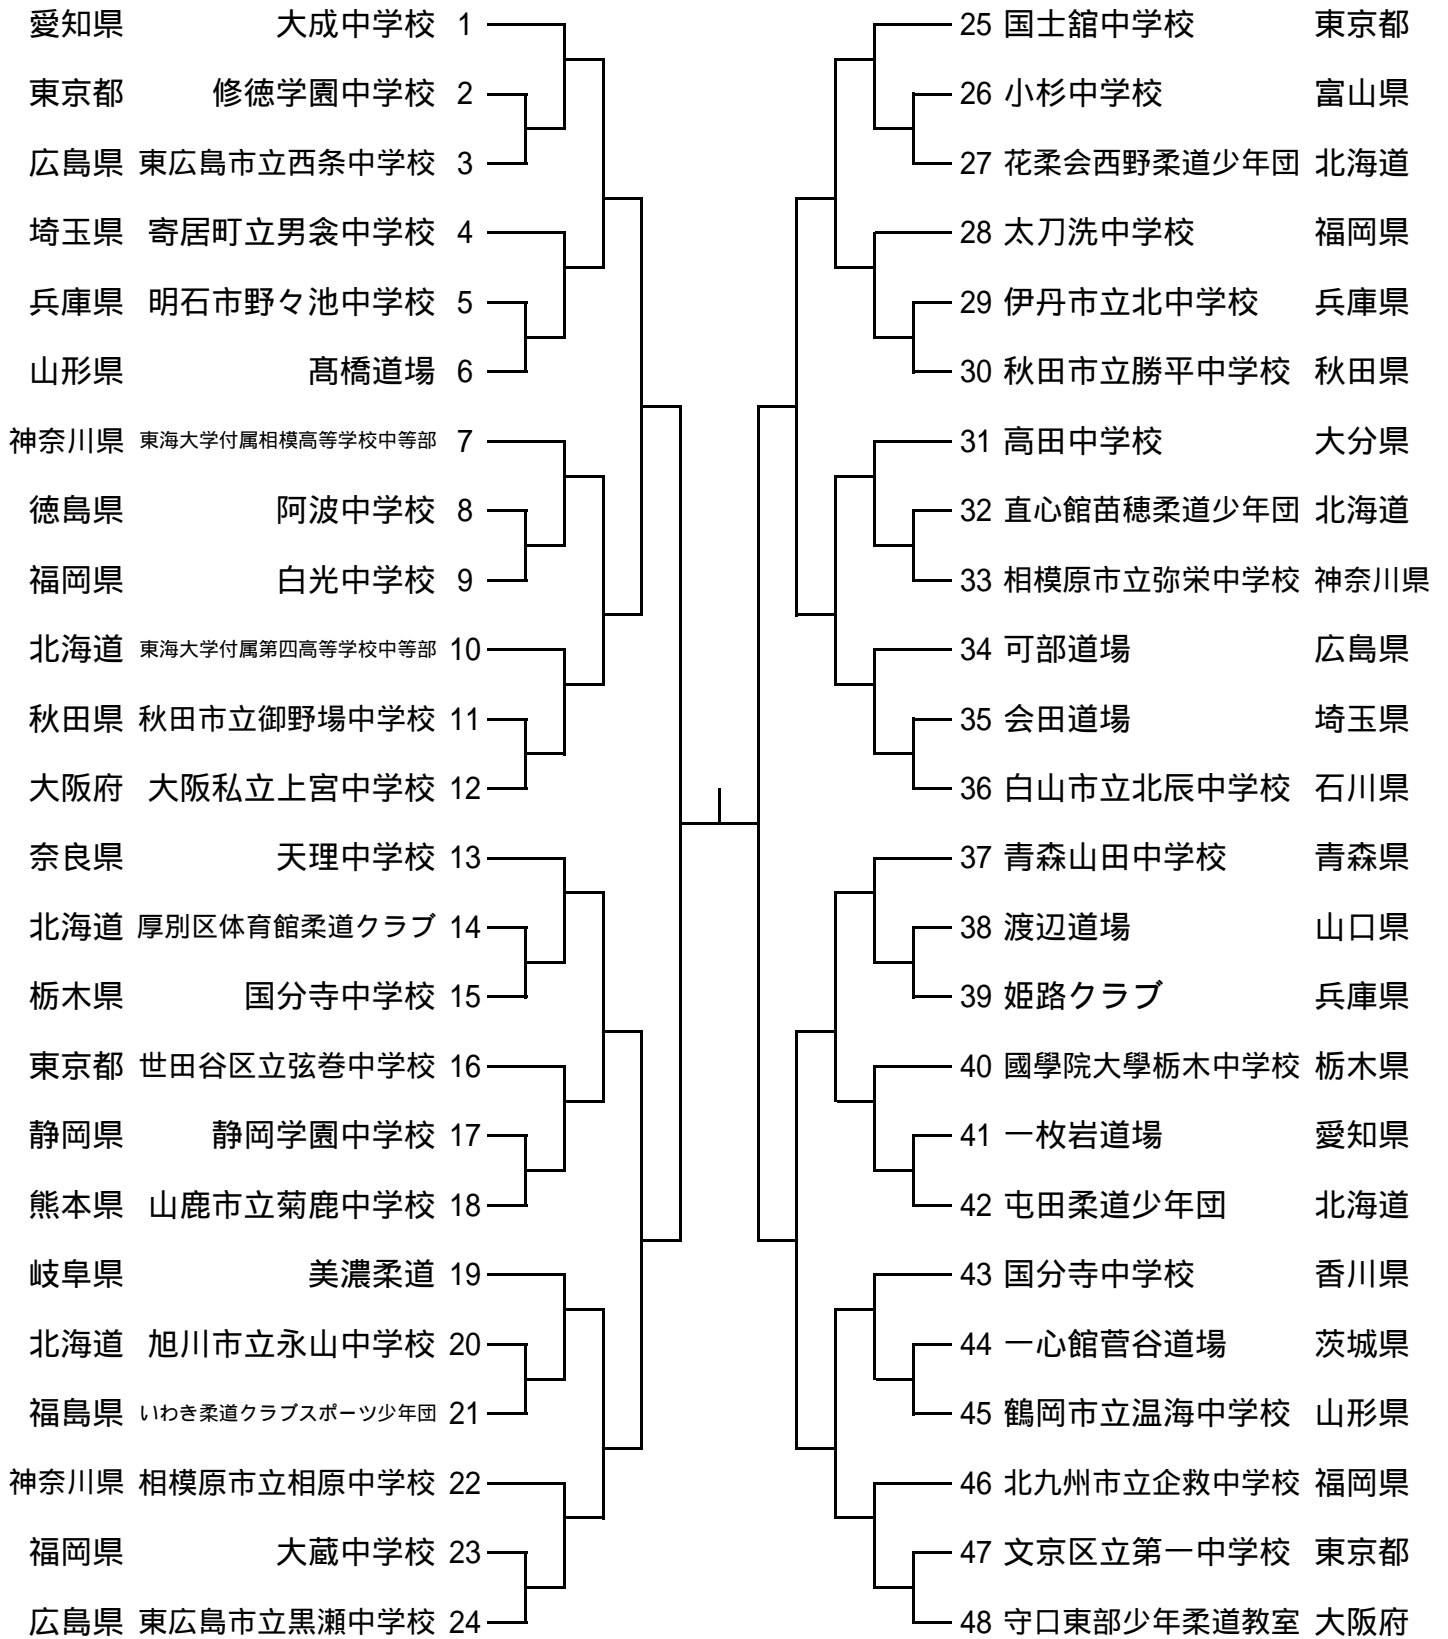 愛知県 大成中学校 1
東京都 修徳学園中学校 2
広島県 東広島市立西条中学校 3
埼玉県 寄居町立男衾中学校 4
兵庫県 明石市野々池中学校 5
山形県 髙橋道場 6
神奈川県 東海大学付属相模高等学校中等部 7
徳島県 阿波中学校 8
福岡県 白光中学校 9
北海道 東海大学付属第四高等学校中等部 10
秋田県 秋田市立御野場中学校 11
大阪府 大阪私立上宮中学校 12
奈良県 天理中学校 13
北海道 厚別区体育館柔道クラブ 14
栃木県 国分寺中学校 15
東京都 世田谷区立弦巻中学校 16
静岡県 静岡学園中学校 17
熊本県 山鹿市立菊鹿中学校 18
岐阜県 美濃柔道 19
北海道 旭川市立永山中学校 20
福島県 いわき柔道クラブスポーツ少年団 21
神奈川県 相模原市立相原中学校 22
福岡県 大蔵中学校 23
広島県 東広島市立黒瀬中学校 24
25 国士舘中学校 東京都
26 小杉中学校 富山県
27 花柔会西野柔道少年団 北海道
28 太刀洗中学校 福岡県
29 伊丹市立北中学校 兵庫県
30 秋田市立勝平中学校 秋田県
31 高田中学校 大分県
32 直心館苗穂柔道少年団 北海道
33 相模原市立弥栄中学校 神奈川県
34 可部道場 広島県
35 会田道場 埼玉県
36 白山市立北辰中学校 石川県
37 青森山田中学校 青森県
38 渡辺道場 山口県
39 姫路クラブ 兵庫県
40 國學院大學栃木中学校 栃木県
41 一枚岩道場 愛知県
42 屯田柔道少年団 北海道
43 国分寺中学校 香川県
44 一心館菅谷道場 茨城県
45 鶴岡市立温海中学校 山形県
46 北九州市立企救中学校 福岡県
47 文京区立第一中学校 東京都
48 守口東部少年柔道教室 大阪府